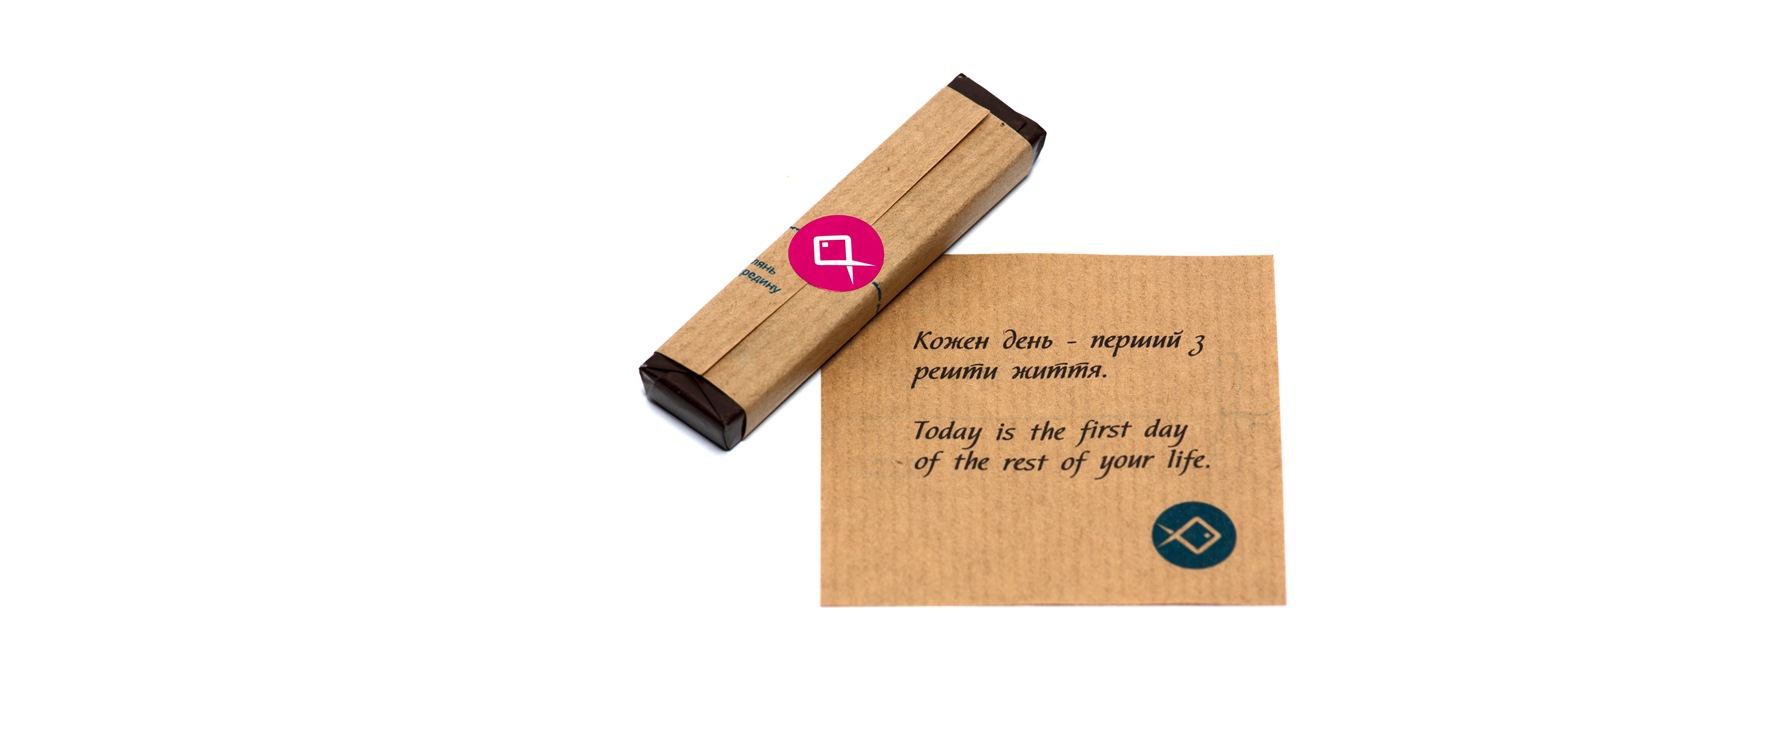 Кожен день - перший з
решти життя.
Today is the first day
of the rest of your life.